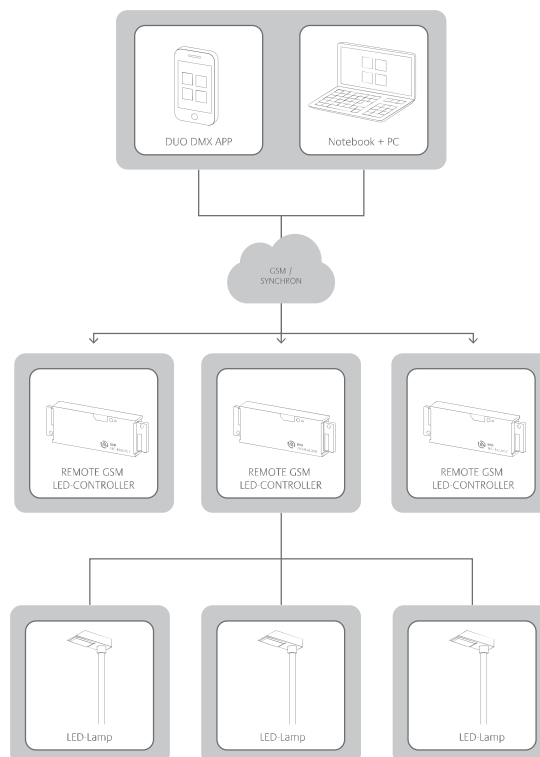 DUO DMX APP
Notebook + PC
GSM /
SYNCHRON
REMOTE GSM
LED-CONTROLLER
REMOTE GSM
LED-CONTROLLER
REMOTE GSM
LED-CONTROLLER
LED-Lamp
LED-Lamp
LED-Lamp